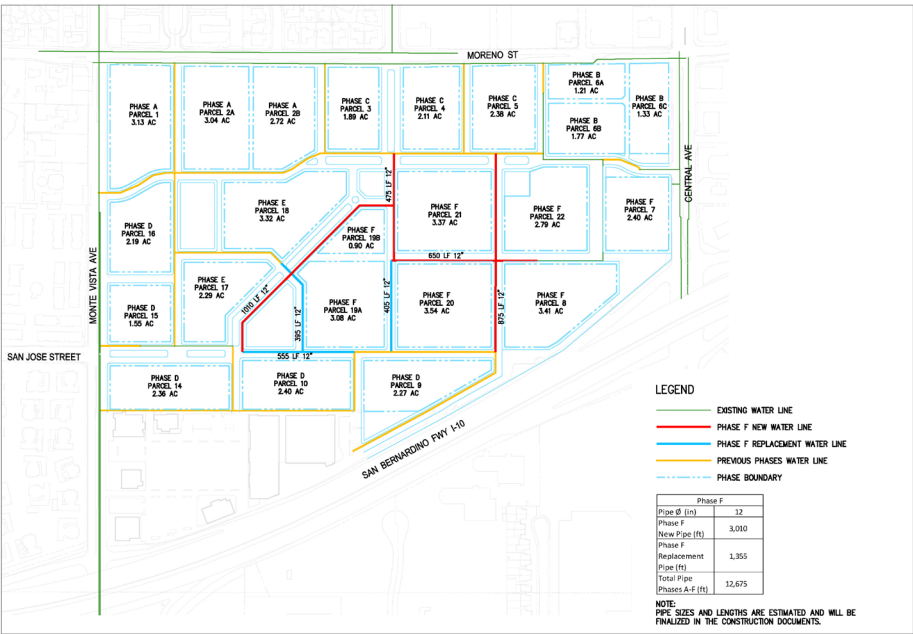 MORENO ST
PHASE A
PARCEL 1
3.13 AC
PHASE A
PARCEL 2A
3.04 AC
PHASE A
PARCEL 2B
2.72 AC
PHASE C
PARCEL 3
1.89 AC
PHASE C
PARCEL 4
2.11 AC
PHASE C
PARCEL 5
2.38 AC
PHASE B
PARCEL 6A
1.21 AC
PHASE B
PARCEL 6B
1.77 AC
PHASE B
PARCEL 6C
1.33 AC
CENTRAL AVE
MONTE VISTA AVE
PHASE D
PARCEL 16
2.19 AC
PHASE E
PARCEL 18
3.32 AC
475 LF 12"
PHASE F
PARCEL 19B
0.90 AC
PHASE F
PARCEL 21
3.37 AC
PHASE F
PARCEL 22
2.79 AC
PHASE F
PARCEL 7
2.40 AC
650 LF 12"
PHASE D
PARCEL 15
1.55 AC
PHASE E
PARCEL 17
2.29 AC
1010 LF 12"
395 LF 12"
PHASE F
PARCEL 19A
3.08 AC
405 LF 12"
PHASE F
PARCEL 20
3.54 AC
875 LF 12"
PHASE F
PARCEL 8
3.41 AC
SAN JOSE STREET
555 LF 12"
PHASE D
PARCEL 14
2.36 AC
PHASE D
PARCEL 10
2.40 AC
PHASE D
PARCEL 9
2.27 AC
SAN BERNARDINO FWY I-10
LEGEND
EXISTING WATER LINE
PHASE F NEW WATER LINE
PHASE F REPLACEMENT WATER LINE
PREVIOUS PHASES WATER LINE
PHASE BOUNDARY
Phase F
Pipe Ø (in) 12
Phase F
New Pipe (ft) 3,010
Phase F
Replacement 1,355
Pipe (ft)
Total Pipe
Phases A-F (ft) 12,675
NOTE:
PIPE SIZES AND LENGTHS ARE ESTIMATED AND WILL BE
FINALIZED IN THE CONSTRUCTION DOCUMENTS.